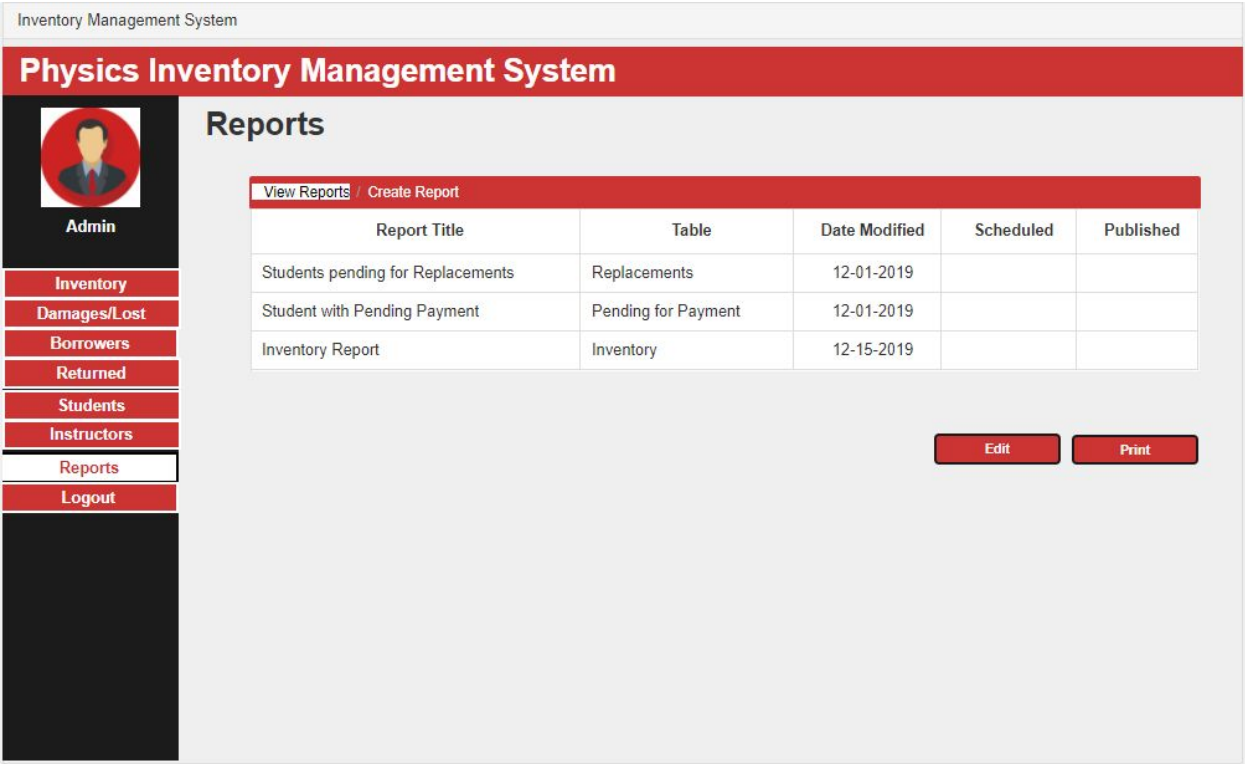 Inventory Management System
Physics Inventory Management System
Admin
Inventory
Damages/Lost
Borrowers
Returned
Students
Instructors
Reports
Logout
Reports
View Reports / Create Report
Report Title Table Date Modified Scheduled Published
Students pending for Replacements Replacements 12-01-2019
Student with Pending Payment Pending for Payment 12-01-2019
Inventory Report Inventory 12-15-2019
Edit Print